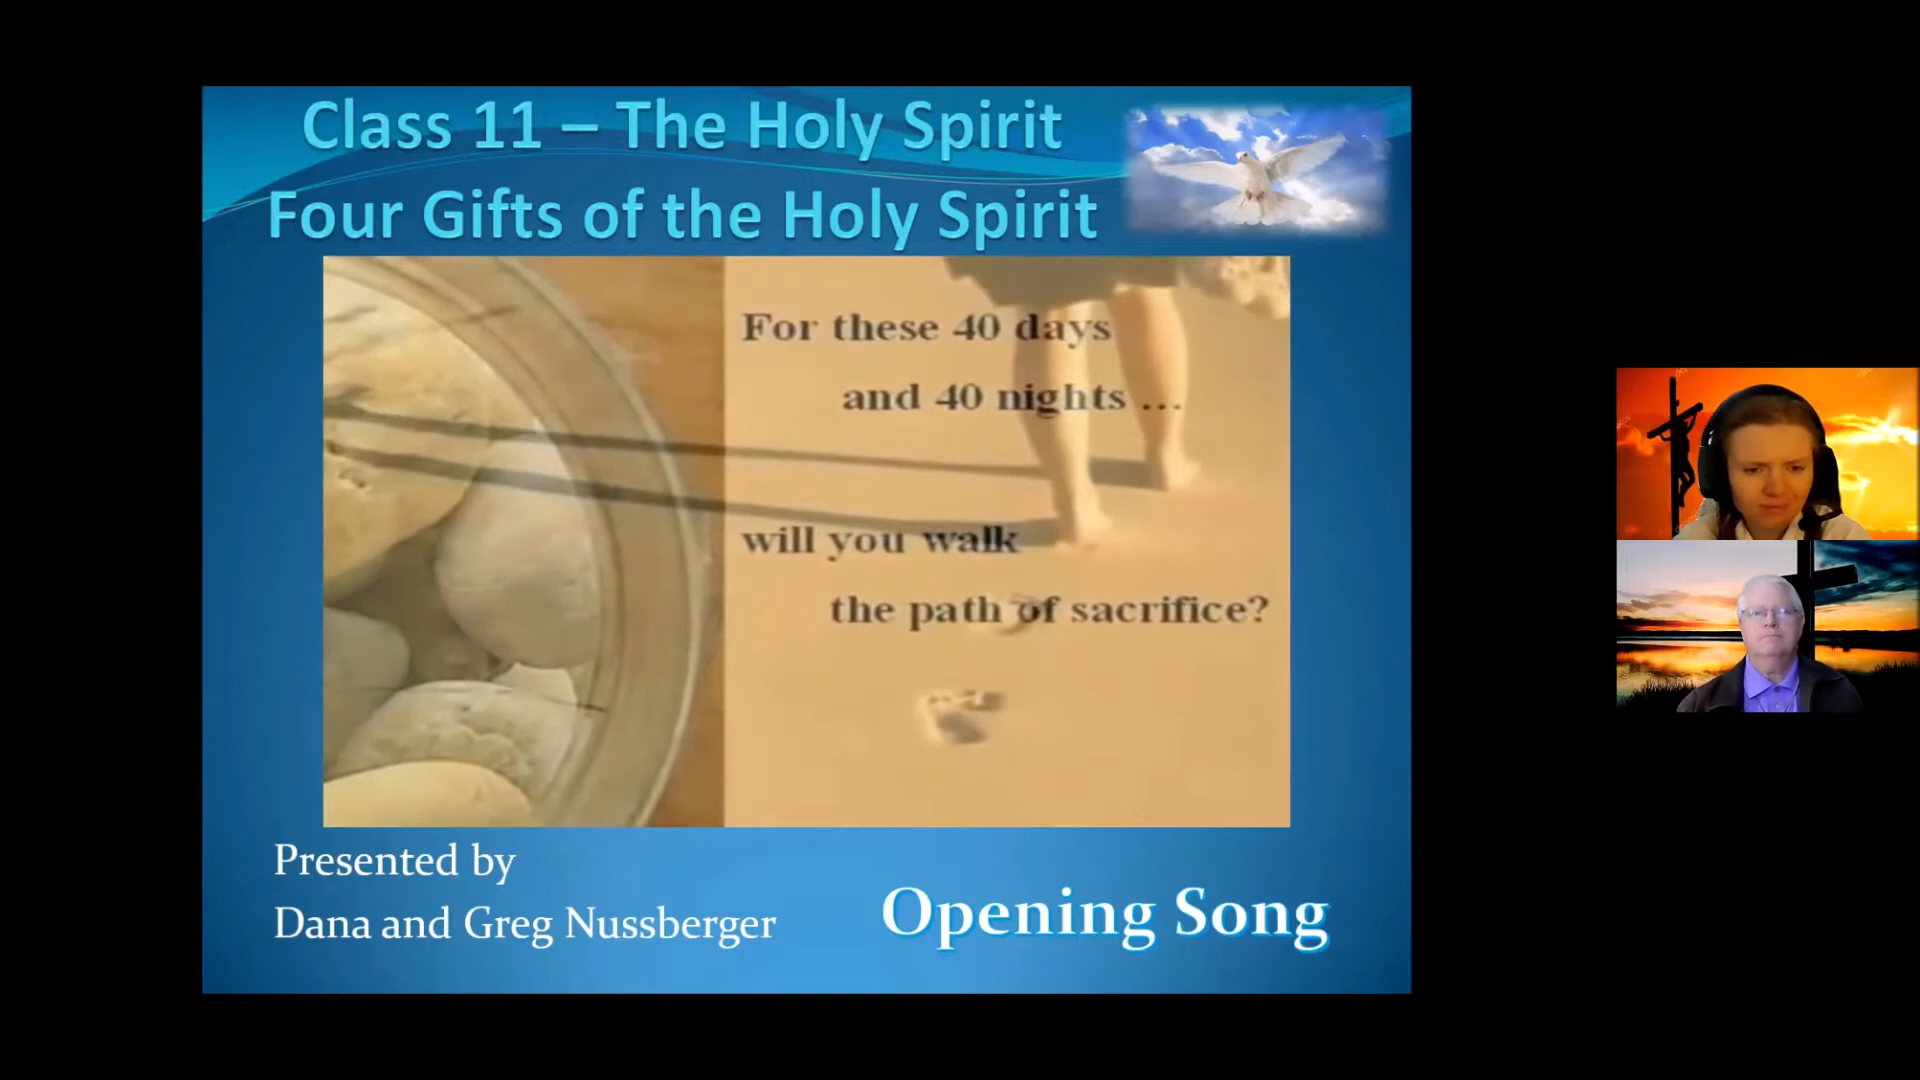 Class 11 – The Holy Spirit
Four Gifts of the Holy Spirit
For these 40 days
and 40 nights ...
will you walk
the path of sacrifice?
Presented by
Dana and Greg Nussberger
Opening Song